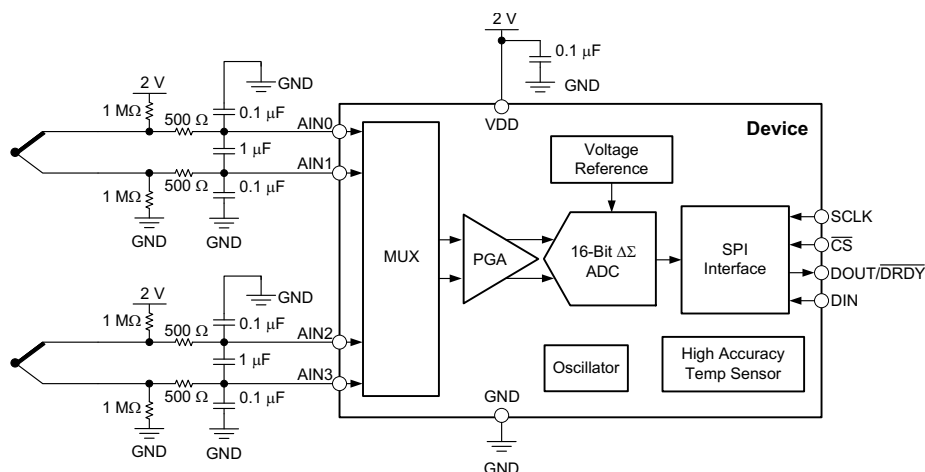 2 V
0.1 μF
GND
GND
VDD
Device
2 V
1 MΩ
500 Ω
0.1 μF
AIN0
1 μF
AIN1
500 Ω
0.1 μF
1 MΩ
GND
GND
Voltage
Reference
MUX
PGA
16-Bit ΔΣ
ADC
SPI
Interface
SCLK
CS
DOUT/DRDY
DIN
2 V
GND
1 MΩ
500 Ω
0.1 μF
AIN2
1 μF
AIN3
500 Ω
0.1 μF
1 MΩ
GND
GND
Oscillator
High Accuracy
Temp Sensor
GND
GND